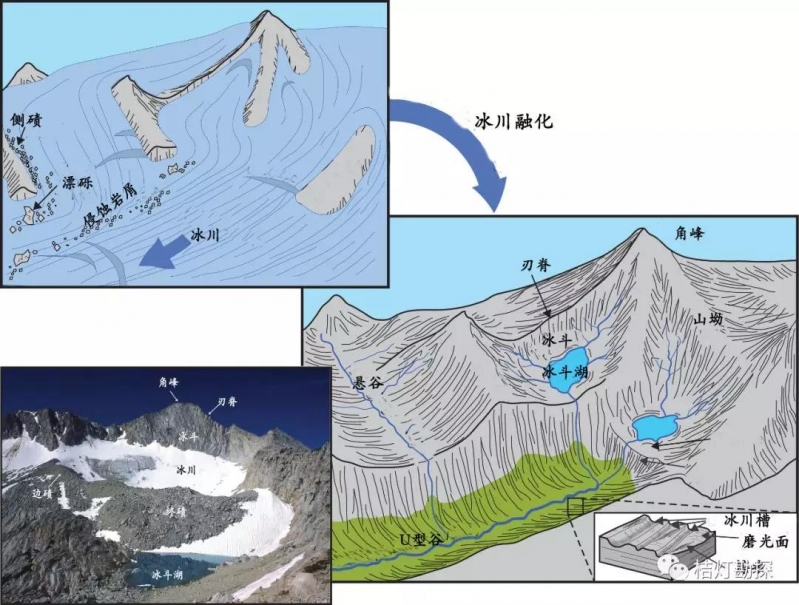 侧碛
漂砾
侵蚀岩屑
冰川
冰川融化
角峰
刃脊
山坳
冰斗
冰斗湖
悬谷
U型谷
冰川槽
磨光面
角峰
刃脊
冰斗
冰川
边碛
终碛
冰斗湖
桔灯勘探